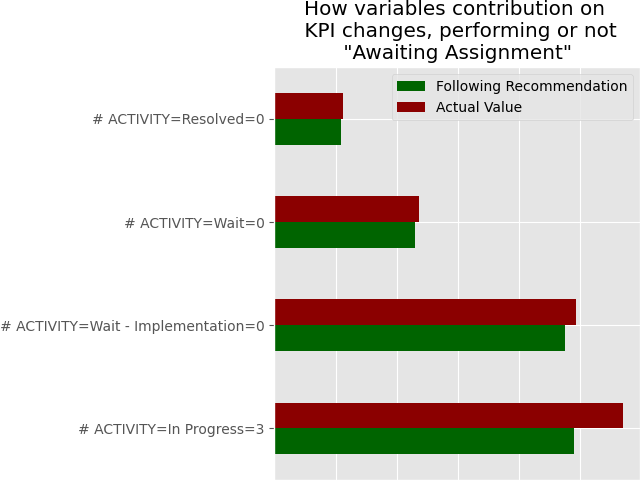 How variables contribution on
KPI changes, performing or not
"Awaiting Assignment"
Following Recommendation
Actual Value
# ACTIVITY=Resolved=0
# ACTIVITY=Wait=0
# ACTIVITY=Wait - Implementation=0
# ACTIVITY=In Progress=3